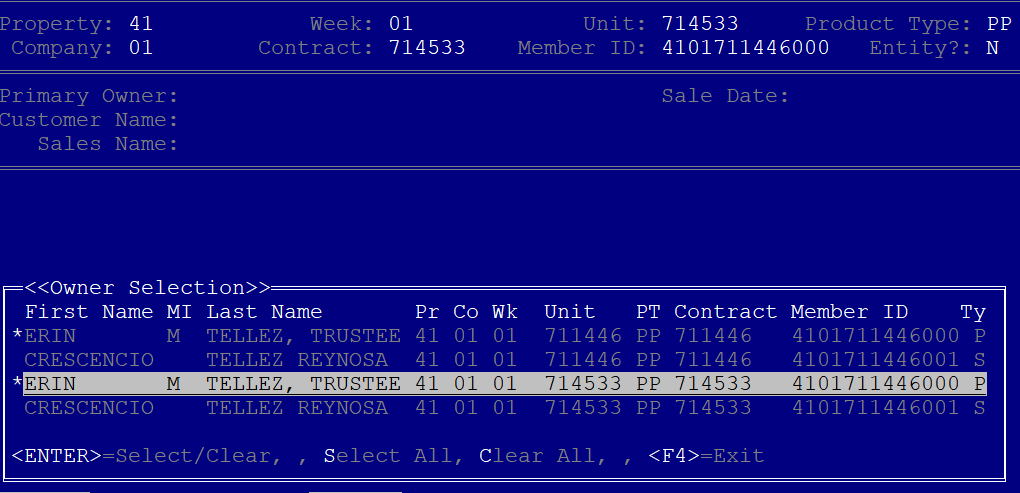 Property: 41 Week: 01 Unit: 714533 Product Type: PP
Company: 01 Contract: 714533 Member ID: 4101711446000 Entity?: N
Primary Owner: Sale Date:
Customer Name:
Sales Name:
<<Owner Selection>>
First Name MI Last Name Pr Co Wk Unit PT Contract Member ID Ty
*ERIN M TELLEZ, TRUSTEE 41 01 01 711446 PP 711446 4101711446000 P
CRESCENCIO TELLEZ REYNOSA 41 01 01 711446 PP 711446 4101711446001 S
*ERIN M TELLEZ, TRUSTEE 41 01 01 714533 PP 714533 4101711446000 P
CRESCENCIO TELLEZ REYNOSA 41 01 01 714533 PP 714533 4101711446001 S
<ENTER>=Select/Clear, , Select All, Clear All, , <F4>=Exit